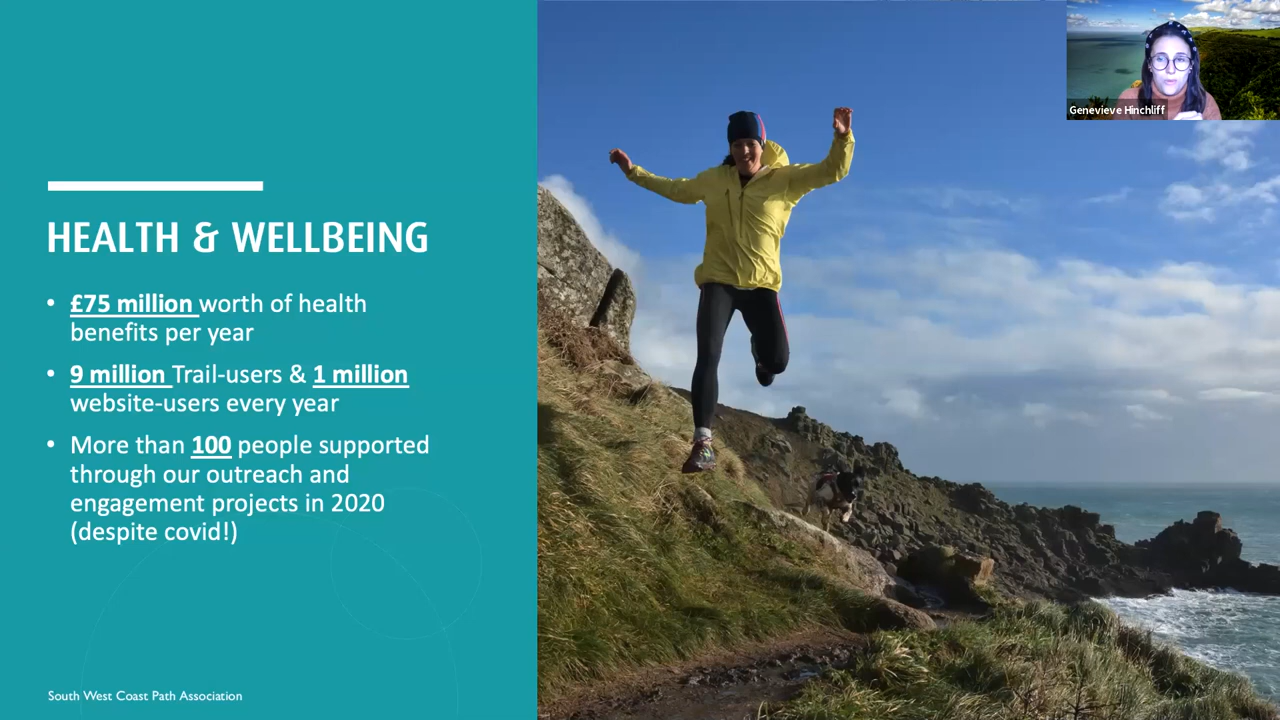 Genevieve Hinchliff
HEALTH & WELLBEING
• £75 million worth of health
benefits per year
• 9 million Trail-users & 1 million
website-users every year
• More than 100 people supported
through our outreach and
engagement projects in 2020
(despite covid!)
South West Coast Path Association